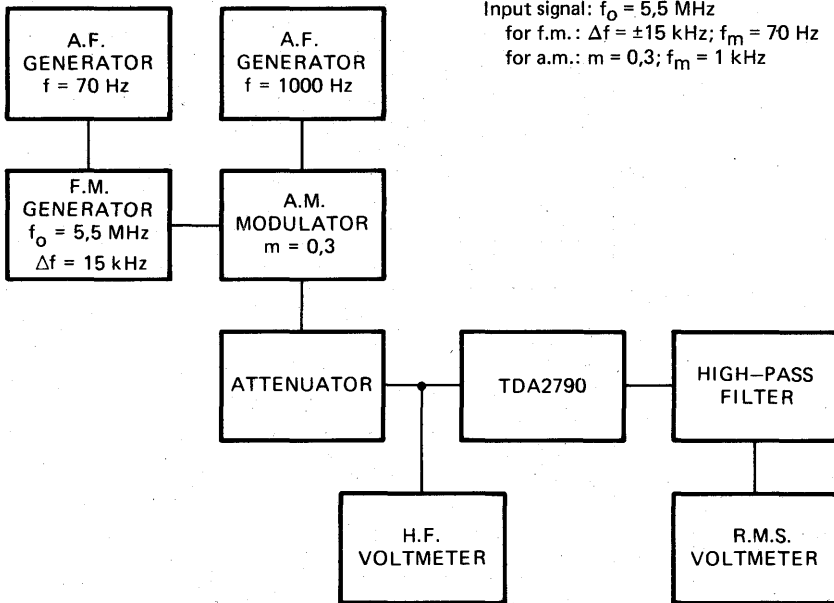 Input signal: f₀ = 5,5 MHz
for f.m.: Δf = ±15 kHz; fₘ = 70 Hz
for a.m.: m = 0,3; fₘ = 1 kHz
A.F.
GENERATOR
f = 70 Hz
A.F.
GENERATOR
f = 1000 Hz
F.M.
GENERATOR
f₀ = 5,5 MHz
Δf = 15 kHz
A.M.
MODULATOR
m = 0,3
ATTENUATOR
TDA2790
HIGH–PASS
FILTER
H.F.
VOLTMETER
R.M.S.
VOLTMETER